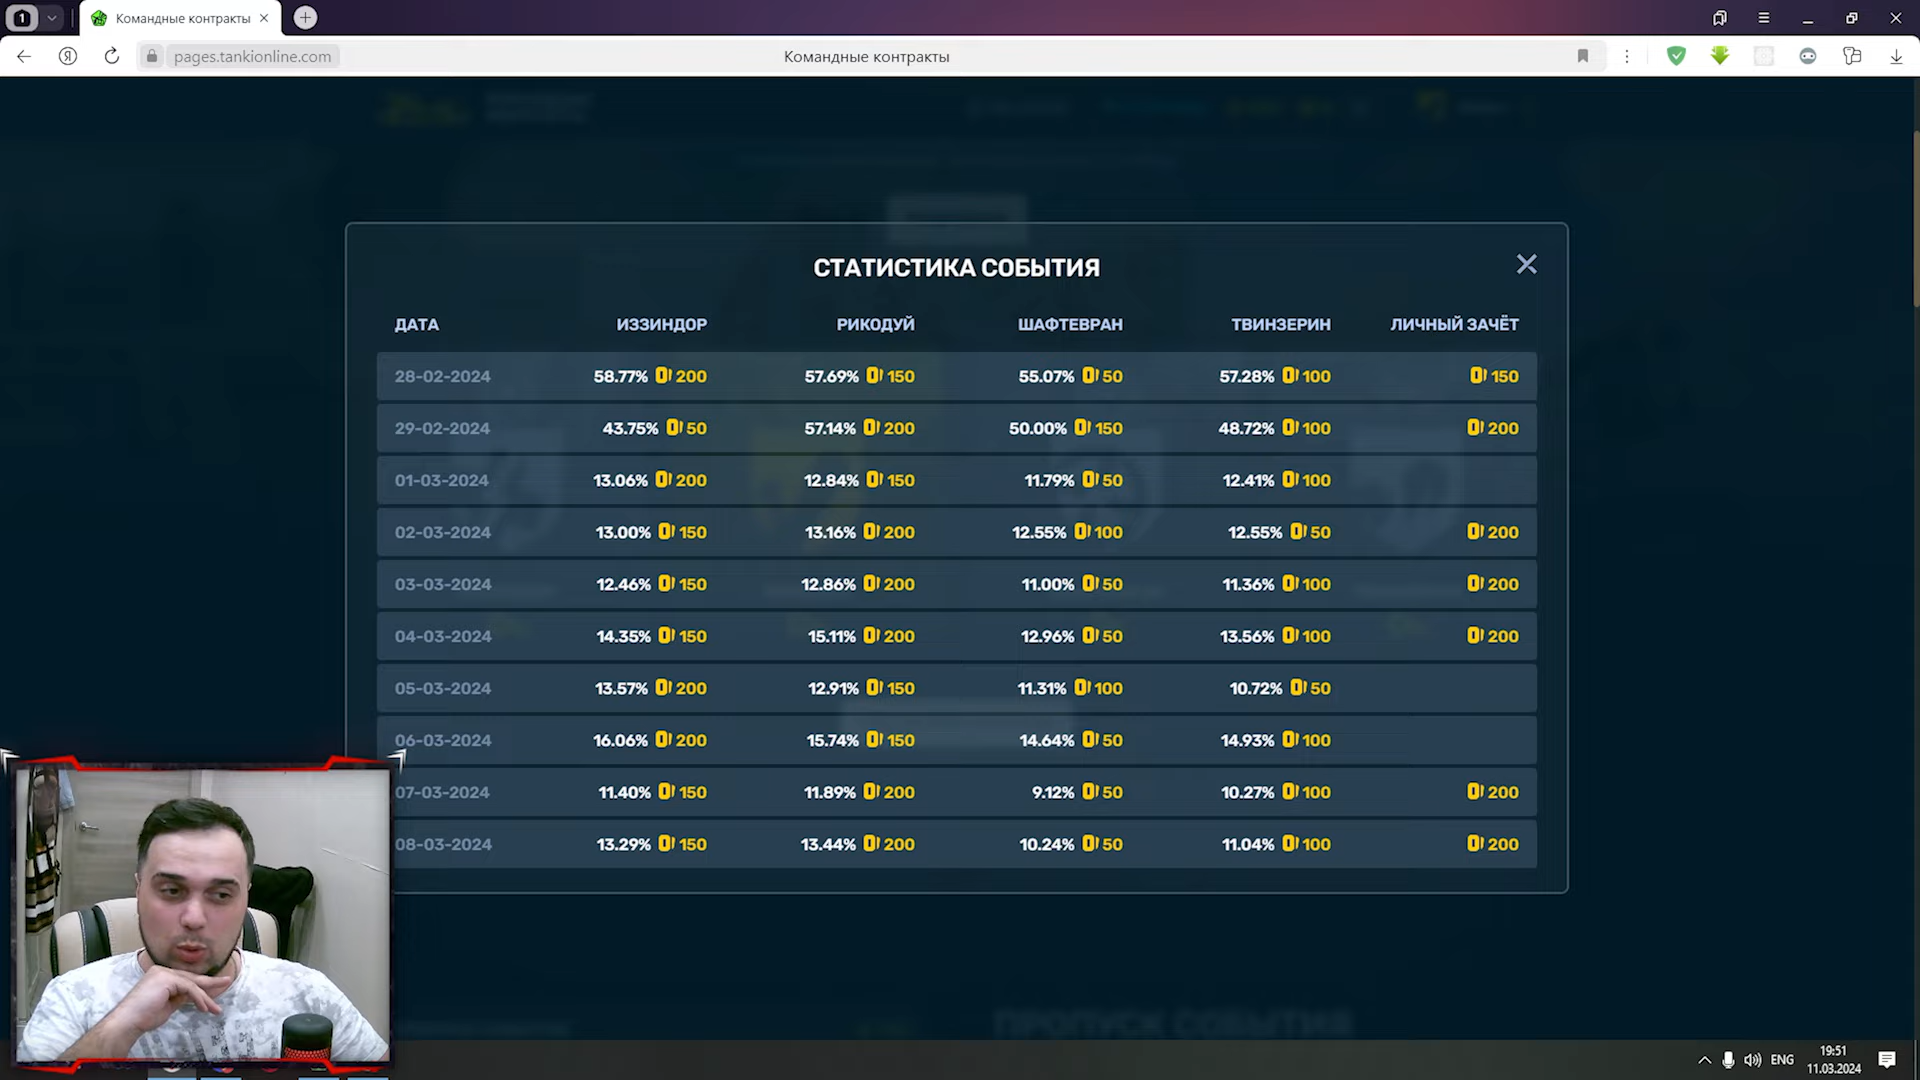 1
Командные контракты
pages.tankionline.com
Командные контракты
СТАТИСТИКА СОБЫТИЯ
ДАТА ИЗЗИНДОР РИКОДУЙ ШАФТЕВРАН ТВИНЗЕРИН ЛИЧНЫЙ ЗАЧЁТ
28-02-2024 58.77% 200 57.69% 150 55.07% 50 57.28% 100 150
29-02-2024 43.75% 50 57.14% 200 50.00% 150 48.72% 100 200
01-03-2024 13.06% 200 12.84% 150 11.79% 50 12.41% 100
02-03-2024 13.00% 150 13.16% 200 12.55% 100 12.55% 50 200
03-03-2024 12.46% 150 12.86% 200 11.00% 50 11.36% 100 200
04-03-2024 14.35% 150 15.11% 200 12.96% 50 13.56% 100 200
05-03-2024 13.57% 200 12.91% 150 11.31% 100 10.72% 50
06-03-2024 16.06% 200 15.74% 150 14.64% 50 14.93% 100
07-03-2024 11.40% 150 11.89% 200 9.12% 50 10.27% 100 200
08-03-2024 13.29% 150 13.44% 200 10.24% 50 11.04% 100 200
ПРОПУСК СОБЫТИЯ
ENG
19:51
11.03.2024